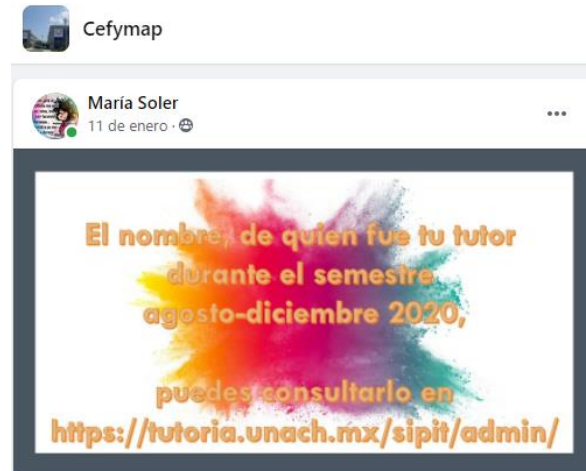 Cefymap
María Soler
11 de enero
El nombre, de quien fue tu tutor
durante el semestre
agosto-diciembre 2020,
puedes consultarlo en
https://tutoria.unach.mx/sipit/admin/